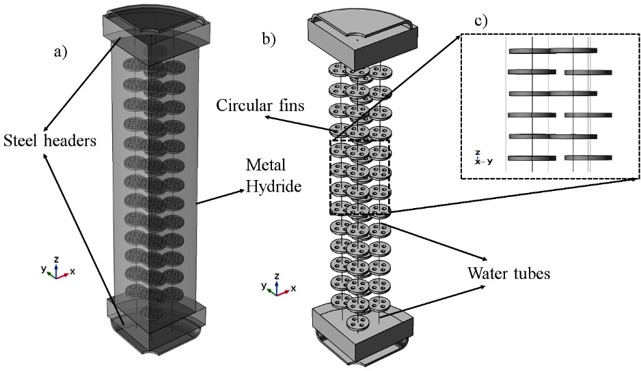 a)
b)
c)
Circular fins
Steel headers
Metal
Hydride
z
x-y
Water tubes
z
y
x
z
y
x